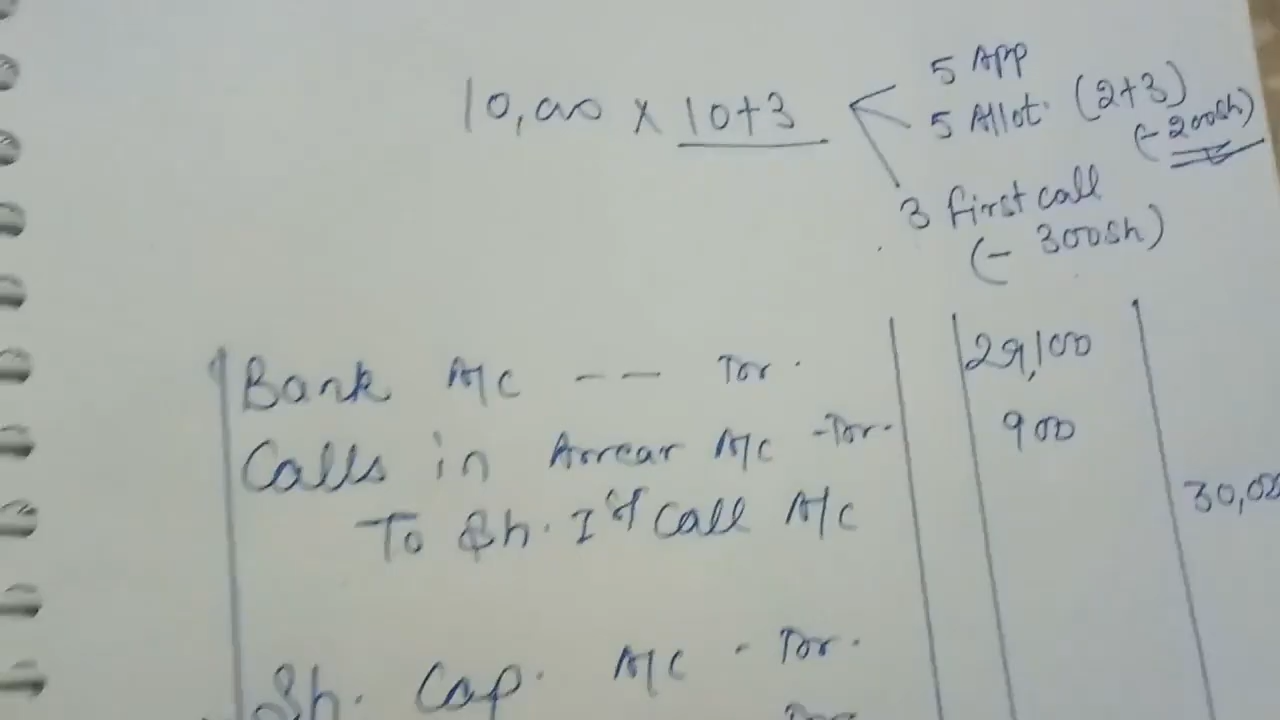 10,000 × 10+3
5 App
5 Allot. (2+3)
(-200sh)
3 first call
(- 300sh)
Bank A/C -- Dr. 29,100
Calls in Arrear A/C - Dr. 900
To Sh. Ist Call A/C 30,00
Sh. Cap. A/C - Dr.